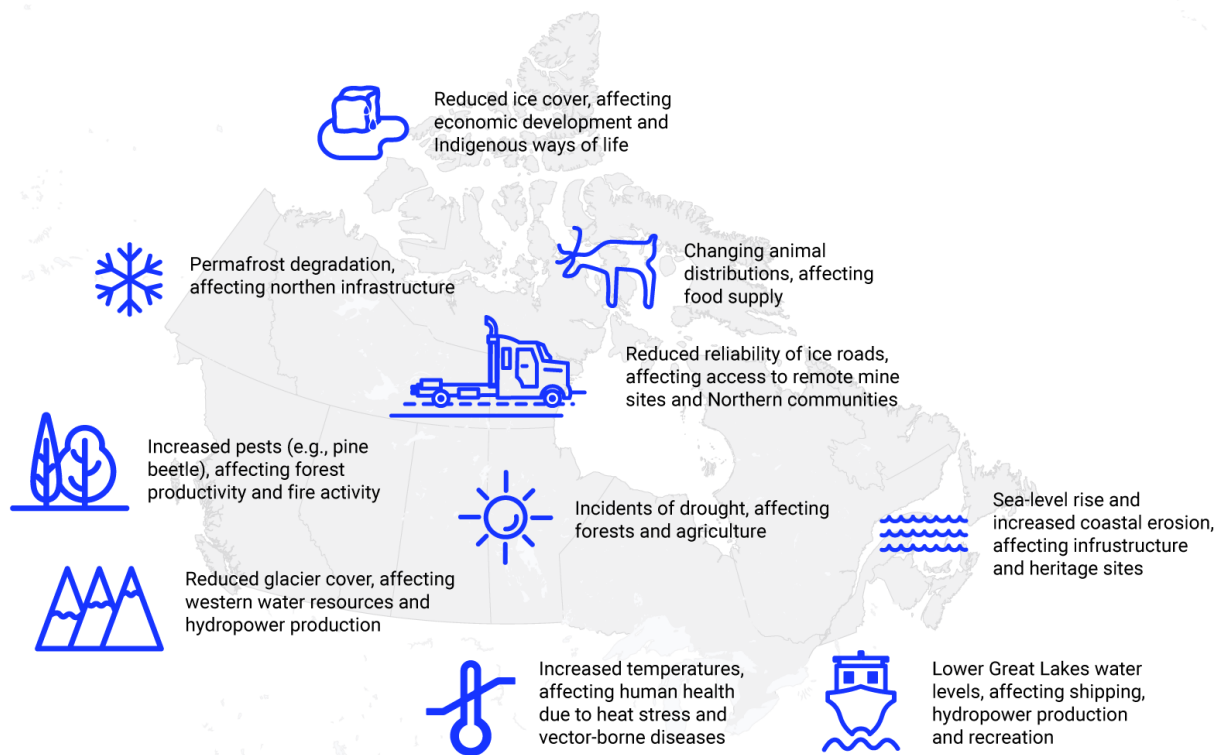 Reduced ice cover, affecting
economic development and
Indigenous ways of life
Permafrost degradation,
affecting northen infrastructure
Changing animal
distributions, affecting
food supply
Reduced reliability of ice roads,
affecting access to remote mine
sites and Northern communities
Increased pests (e.g., pine
beetle), affecting forest
productivity and fire activity
Incidents of drought, affecting
forests and agriculture
Sea-level rise and
increased coastal erosion,
affecting infrustructure
and heritage sites
Reduced glacier cover, affecting
western water resources and
hydropower production
Increased temperatures,
affecting human health
due to heat stress and
vector-borne diseases
Lower Great Lakes water
levels, affecting shipping,
hydropower production
and recreation